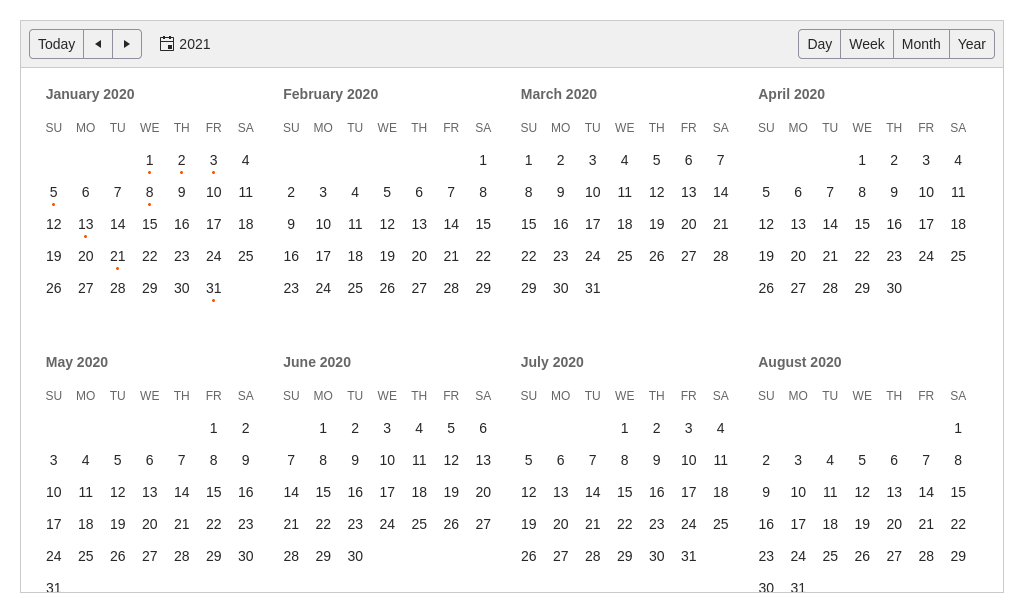 Today 2021 Day Week Month Year
January 2020 February 2020 March 2020 April 2020
SU MO TU WE TH FR SA SU MO TU WE TH FR SA SU MO TU WE TH FR SA SU MO TU WE TH FR SA
1 2 3 4 1 1 2 3 4 5 6 7 1 2 3 4
5 6 7 8 9 10 11 2 3 4 5 6 7 8 8 9 10 11 12 13 14 5 6 7 8 9 10 11
12 13 14 15 16 17 18 9 10 11 12 13 14 15 15 16 17 18 19 20 21 12 13 14 15 16 17 18
19 20 21 22 23 24 25 16 17 18 19 20 21 22 22 23 24 25 26 27 28 19 20 21 22 23 24 25
26 27 28 29 30 31 23 24 25 26 27 28 29 29 30 31 26 27 28 29 30
May 2020 June 2020 July 2020 August 2020
SU MO TU WE TH FR SA SU MO TU WE TH FR SA SU MO TU WE TH FR SA SU MO TU WE TH FR SA
1 2 1 2 3 4 5 6 1 2 3 4 1
3 4 5 6 7 8 9 7 8 9 10 11 12 13 5 6 7 8 9 10 11 2 3 4 5 6 7 8
10 11 12 13 14 15 16 14 15 16 17 18 19 20 12 13 14 15 16 17 18 9 10 11 12 13 14 15
17 18 19 20 21 22 23 21 22 23 24 25 26 27 19 20 21 22 23 24 25 16 17 18 19 20 21 22
24 25 26 27 28 29 30 28 29 30 26 27 28 29 30 31 23 24 25 26 27 28 29
31 30 31